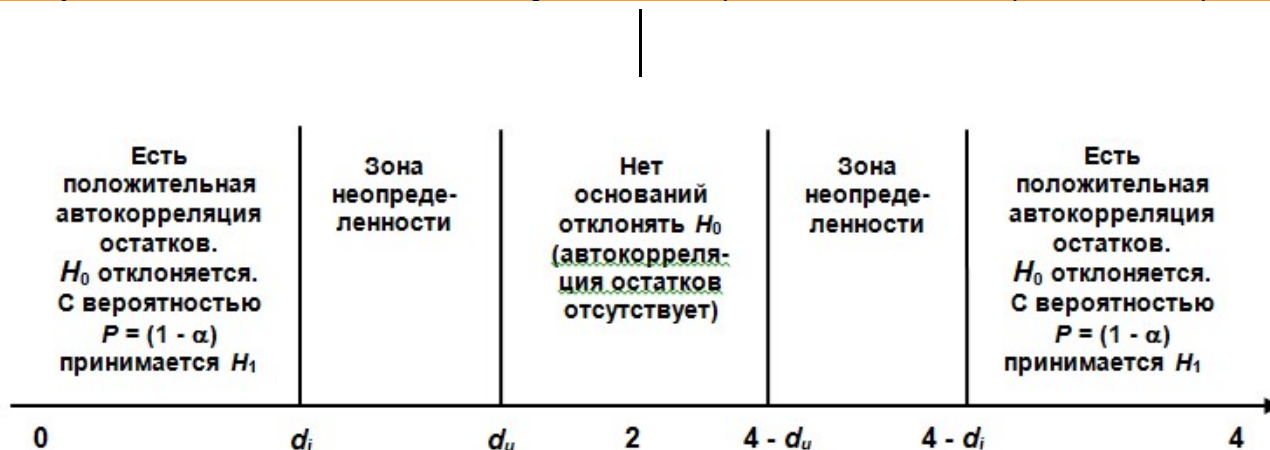 Есть
положительная
автокорреляция
остатков.
H₀ отклоняется.
С вероятностью
P = (1 - α)
принимается H₁
Зона
неопреде-
ленности
Нет
оснований
отклонять H₀
(автокорреля-
ция остатков
отсутствует)
Зона
неопреде-
ленности
Есть
положительная
автокорреляция
остатков.
H₀ отклоняется.
С вероятностью
P = (1 - α)
принимается H₁
0 dᵢ dᵤ 2 4 - dᵤ 4 - dᵢ 4